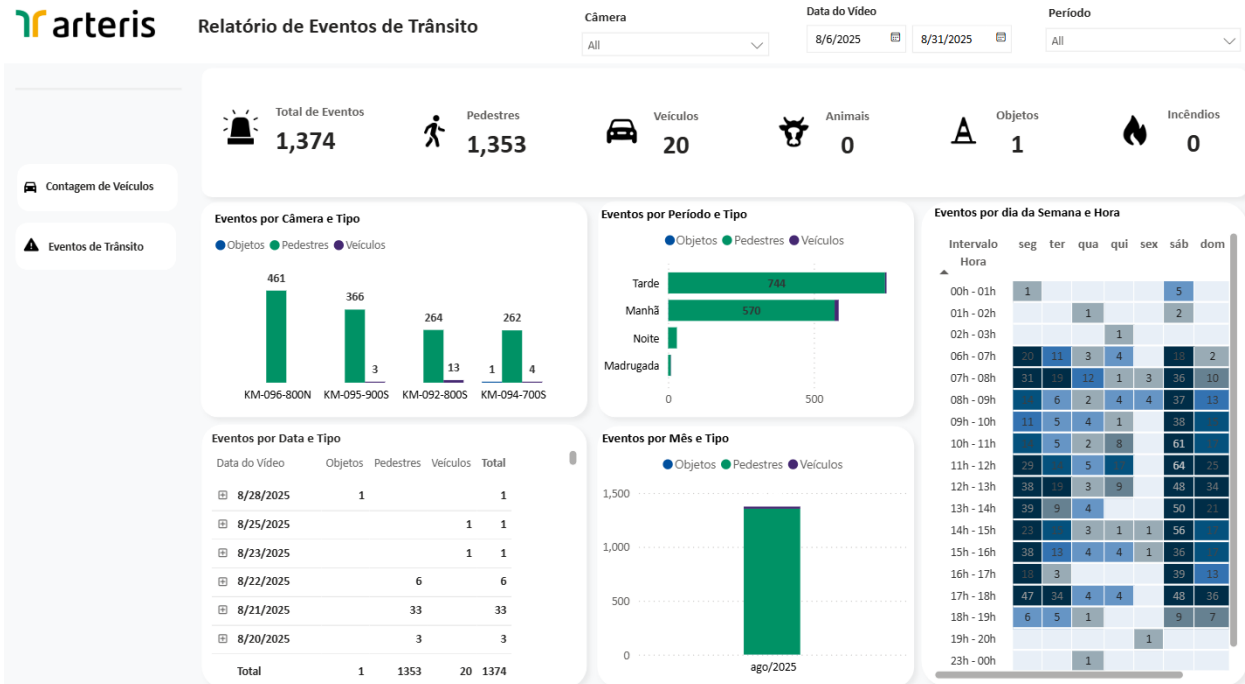 arteris
Relatório de Eventos de Trânsito
Câmera
All
Data do Vídeo
8/6/2025 8/31/2025
Período
All
Contagem de Veículos
Eventos de Trânsito
Total de Eventos
1,374
Pedestres
1,353
Veículos
20
Animais
0
Objetos
1
Incêndios
0
Eventos por Câmera e Tipo
Objetos Pedestres Veículos
461
366
3
264
13
1
262
4
KM-096-800N KM-095-900S KM-092-800S KM-094-700S
Eventos por Período e Tipo
Objetos Pedestres Veículos
Tarde 744
Manhã 570
Noite
Madrugada
0 500
Eventos por dia da Semana e Hora
Intervalo Hora seg ter qua qui sex sáb dom
00h - 01h 1 5
01h - 02h 1 2
02h - 03h 1
06h - 07h 20 11 3 4 18 2
07h - 08h 31 19 12 1 3 36 10
08h - 09h 6 2 4 4 37 13
09h - 10h 11 5 4 1 38
10h - 11h 5 2 8 61
11h - 12h 29 5 64 25
12h - 13h 38 19 3 9 48 34
13h - 14h 39 9 4 50 21
14h - 15h 23 3 1 1 56
15h - 16h 38 13 4 4 1 36
16h - 17h 18 3 39 13
17h - 18h 47 34 4 4 48 36
18h - 19h 6 5 1 9 7
19h - 20h 1
23h - 00h 1
Eventos por Data e Tipo
Data do Vídeo Objetos Pedestres Veículos Total
8/28/2025 1 1
8/25/2025 1 1
8/23/2025 1 1
8/22/2025 6 6
8/21/2025 33 33
8/20/2025 3 3
Total 1 1353 20 1374
Eventos por Mês e Tipo
Objetos Pedestres Veículos
1,500
1,000
500
0
ago/2025